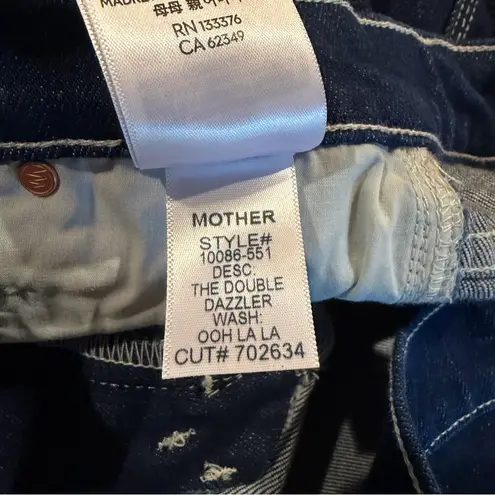 MADRE
母母 親
RN 133376
CA 62349
MOTHER
STYLE#
10086-551
DESC:
THE DOUBLE
DAZZLER
WASH:
OOH LA LA
CUT# 702634